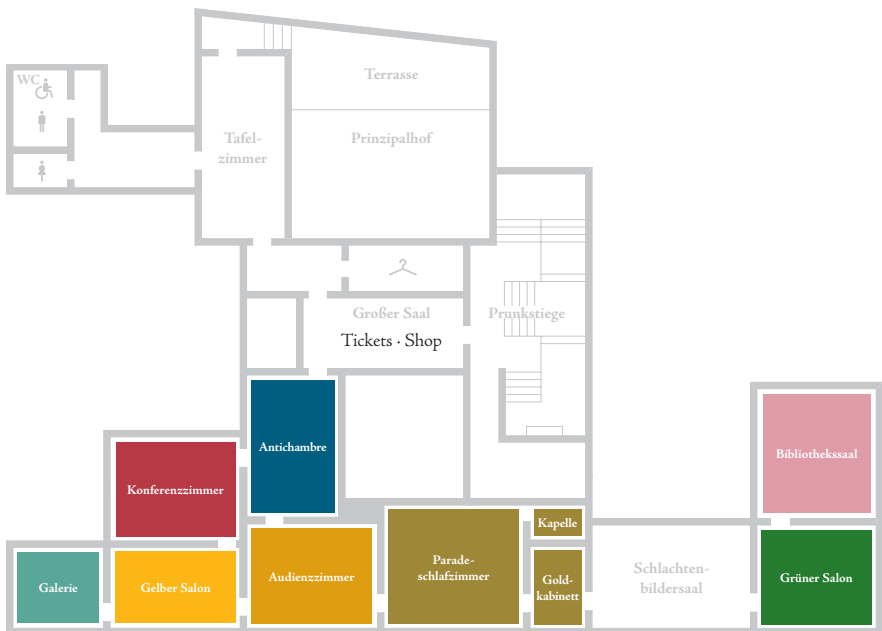 Terrasse
WC
Tafel-
zimmer
Prinzipalhof
Großer Saal
Prunkstiege
Tickets · Shop
Antichambre
Bibliothekssaal
Konferenzzimmer
Kapelle
Parade-
schlafzimmer
Schlachten-
bildersaal
Audienzzimmer
Grüner Salon
Gold-
kabinett
Galerie
Gelber Salon